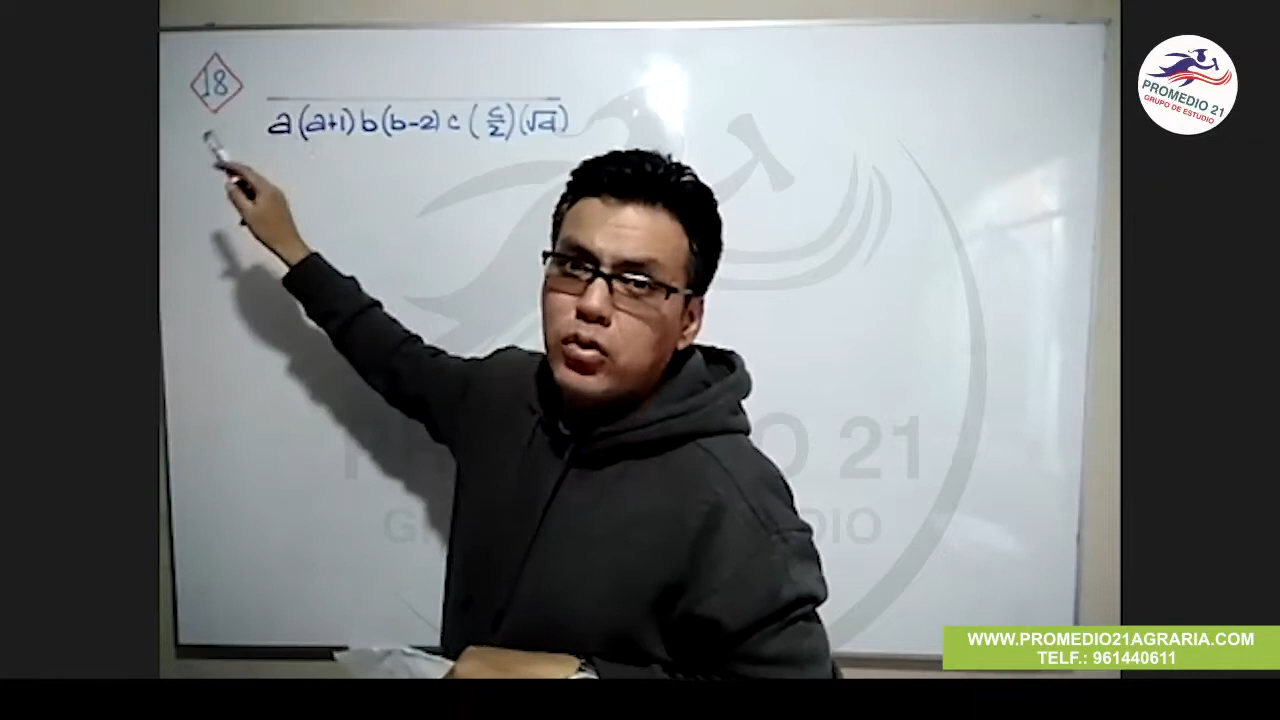 18
a(a+1)b(b-2)c(c/2)(√a)
PROMEDIO 21
GRUPO DE ESTUDIO
WWW.PROMEDIO21AGRARIA.COM
TELF.: 961440611